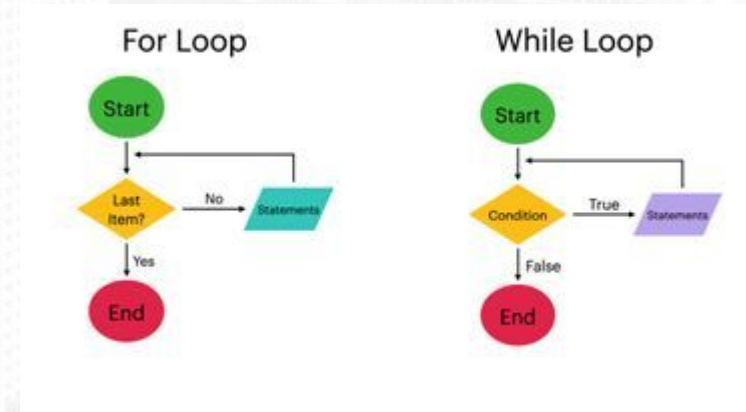 For Loop
Start
Last
Item?
No
Statements
Yes
End
While Loop
Start
Condition
True
Statements
False
End